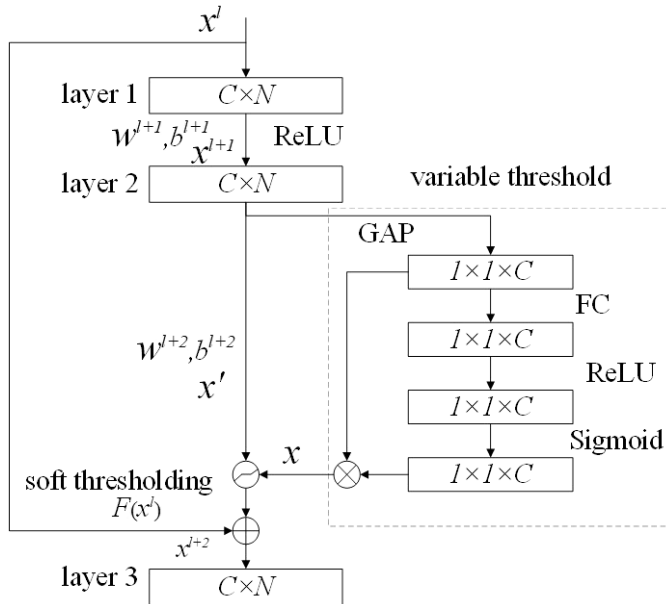 x^l
layer 1 C×N
w^{l+1},b^{l+1} ReLU
x^{l+1}
layer 2 C×N
variable threshold
GAP
1×1×C
FC
1×1×C
w^{l+2},b^{l+2}
ReLU
x'
1×1×C
Sigmoid
x
1×1×C
soft thresholding
F(x^l)
x^{l+2}
layer 3 C×N